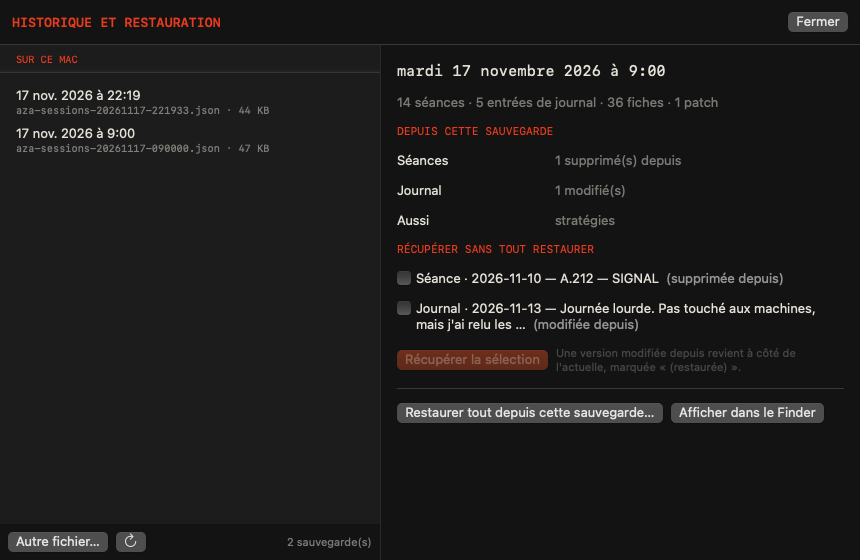 HISTORIQUE ET RESTAURATION
Fermer
SUR CE MAC
17 nov. 2026 à 22:19
aza-sessions-20261117-221933.json · 44 KB
17 nov. 2026 à 9:00
aza-sessions-20261117-090000.json · 47 KB
mardi 17 novembre 2026 à 9:00
14 séances · 5 entrées de journal · 36 fiches · 1 patch
DEPUIS CETTE SAUVEGARDE
Séances 1 supprimé(s) depuis
Journal 1 modifié(s)
Aussi stratégies
RÉCUPÉRER SANS TOUT RESTAURER
Séance · 2026-11-10 — A.212 — SIGNAL (supprimée depuis)
Journal · 2026-11-13 — Journée lourde. Pas touché aux machines,
mais j'ai relu les ... (modifiée depuis)
Récupérer la sélection
Une version modifiée depuis revient à côté de
l'actuelle, marquée « (restaurée) ».
Restaurer tout depuis cette sauvegarde...
Afficher dans le Finder
Autre fichier...
2 sauvegarde(s)